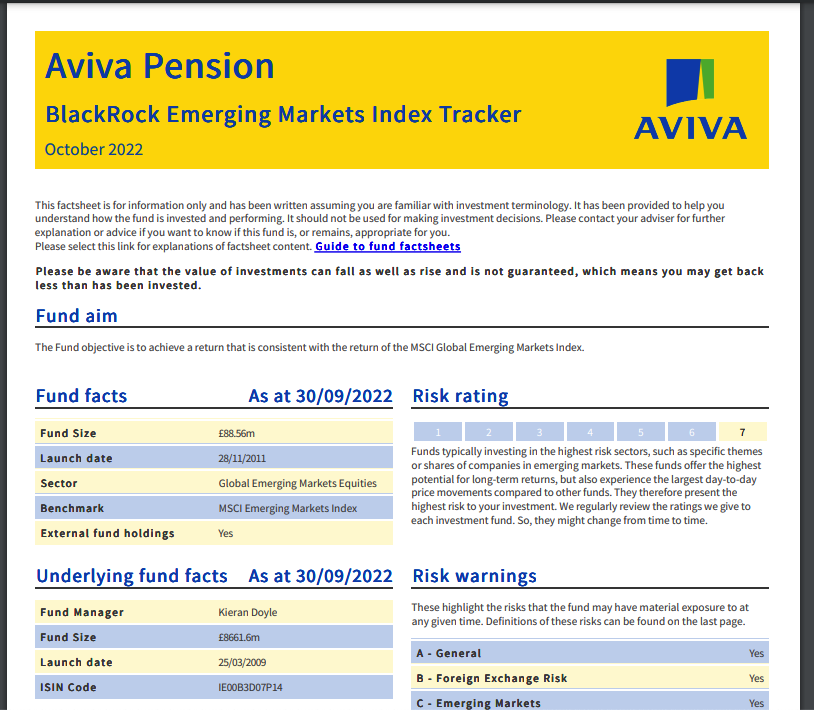 Aviva Pension
BlackRock Emerging Markets Index Tracker
October 2022
AVIVA
This factsheet is for information only and has been written assuming you are familiar with investment terminology. It has been provided to help you
understand how the fund is invested and performing. It should not be used for making investment decisions. Please contact your adviser for further
explanation or advice if you want to know if this fund is, or remains, appropriate for you.
Please select this link for explanations of factsheet content. Guide to fund factsheets
Please be aware that the value of investments can fall as well as rise and is not guaranteed, which means you may get back
less than has been invested.
Fund aim
The Fund objective is to achieve a return that is consistent with the return of the MSCI Global Emerging Markets Index.
Fund facts As at 30/09/2022
Fund Size £88.56m
Launch date 28/11/2011
Sector Global Emerging Markets Equities
Benchmark MSCI Emerging Markets Index
External fund holdings Yes
Risk rating
1 2 3 4 5 6 7
Funds typically investing in the highest risk sectors, such as specific themes
or shares of companies in emerging markets. These funds offer the highest
potential for long-term returns, but also experience the largest day-to-day
price movements compared to other funds. They therefore present the
highest risk to your investment. We regularly review the ratings we give to
each investment fund. So, they might change from time to time.
Underlying fund facts As at 30/09/2022
Fund Manager Kieran Doyle
Fund Size £8661.6m
Launch date 25/03/2009
ISIN Code IE00B3D07P14
Risk warnings
These highlight the risks that the fund may have material exposure to at
any given time. Definitions of these risks can be found on the last page.
A - General Yes
B - Foreign Exchange Risk Yes
C - Emerging Markets Yes